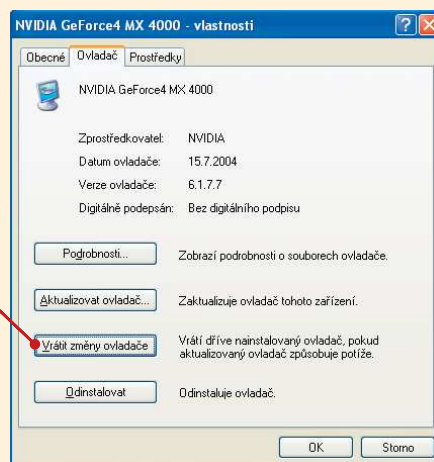 NVIDIA GeForce4 MX 4000 - vlastnosti
Obecné Ovladač Prostředky
NVIDIA GeForce4 MX 4000
Zprostředkovatel: NVIDIA
Datum ovladače: 15.7.2004
Verze ovladače: 6.1.7.7
Digitálně podepsán: Bez digitálního podpisu
Podrobnosti... Zobrazí podrobnosti o souborech ovladače.
Aktualizovat ovladač... Zaktualizuje ovladač tohoto zařízení.
Vrátit změny ovladače Vrátí dříve nainstalovaný ovladač, pokud
aktualizovaný ovladač způsobuje potíže.
Odinstalovat Odinstaluje ovladač.
OK Storno